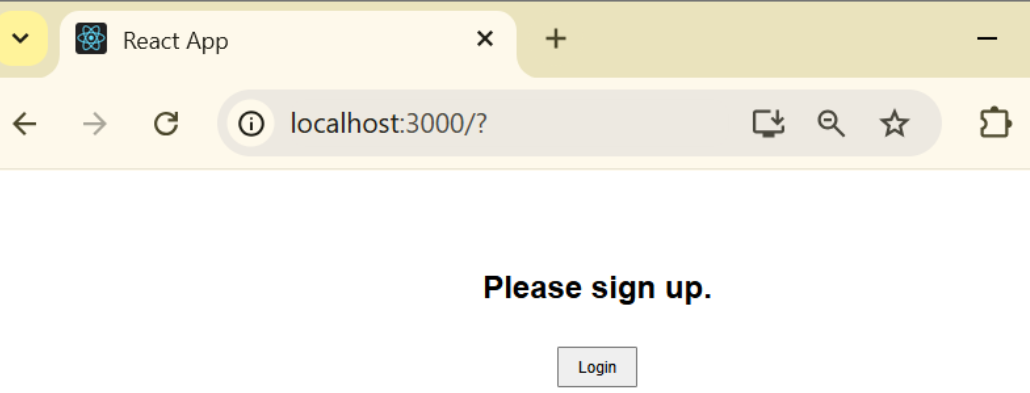 React App
localhost:3000/?
Please sign up.
Login